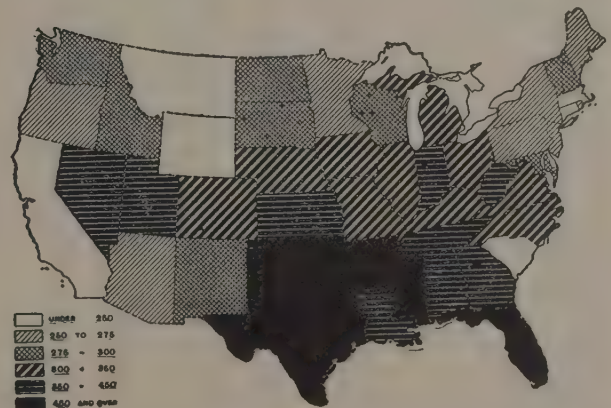 UNDER 250
250 TO 275
275 " 300
300 " 350
350 " 450
450 AND OVER